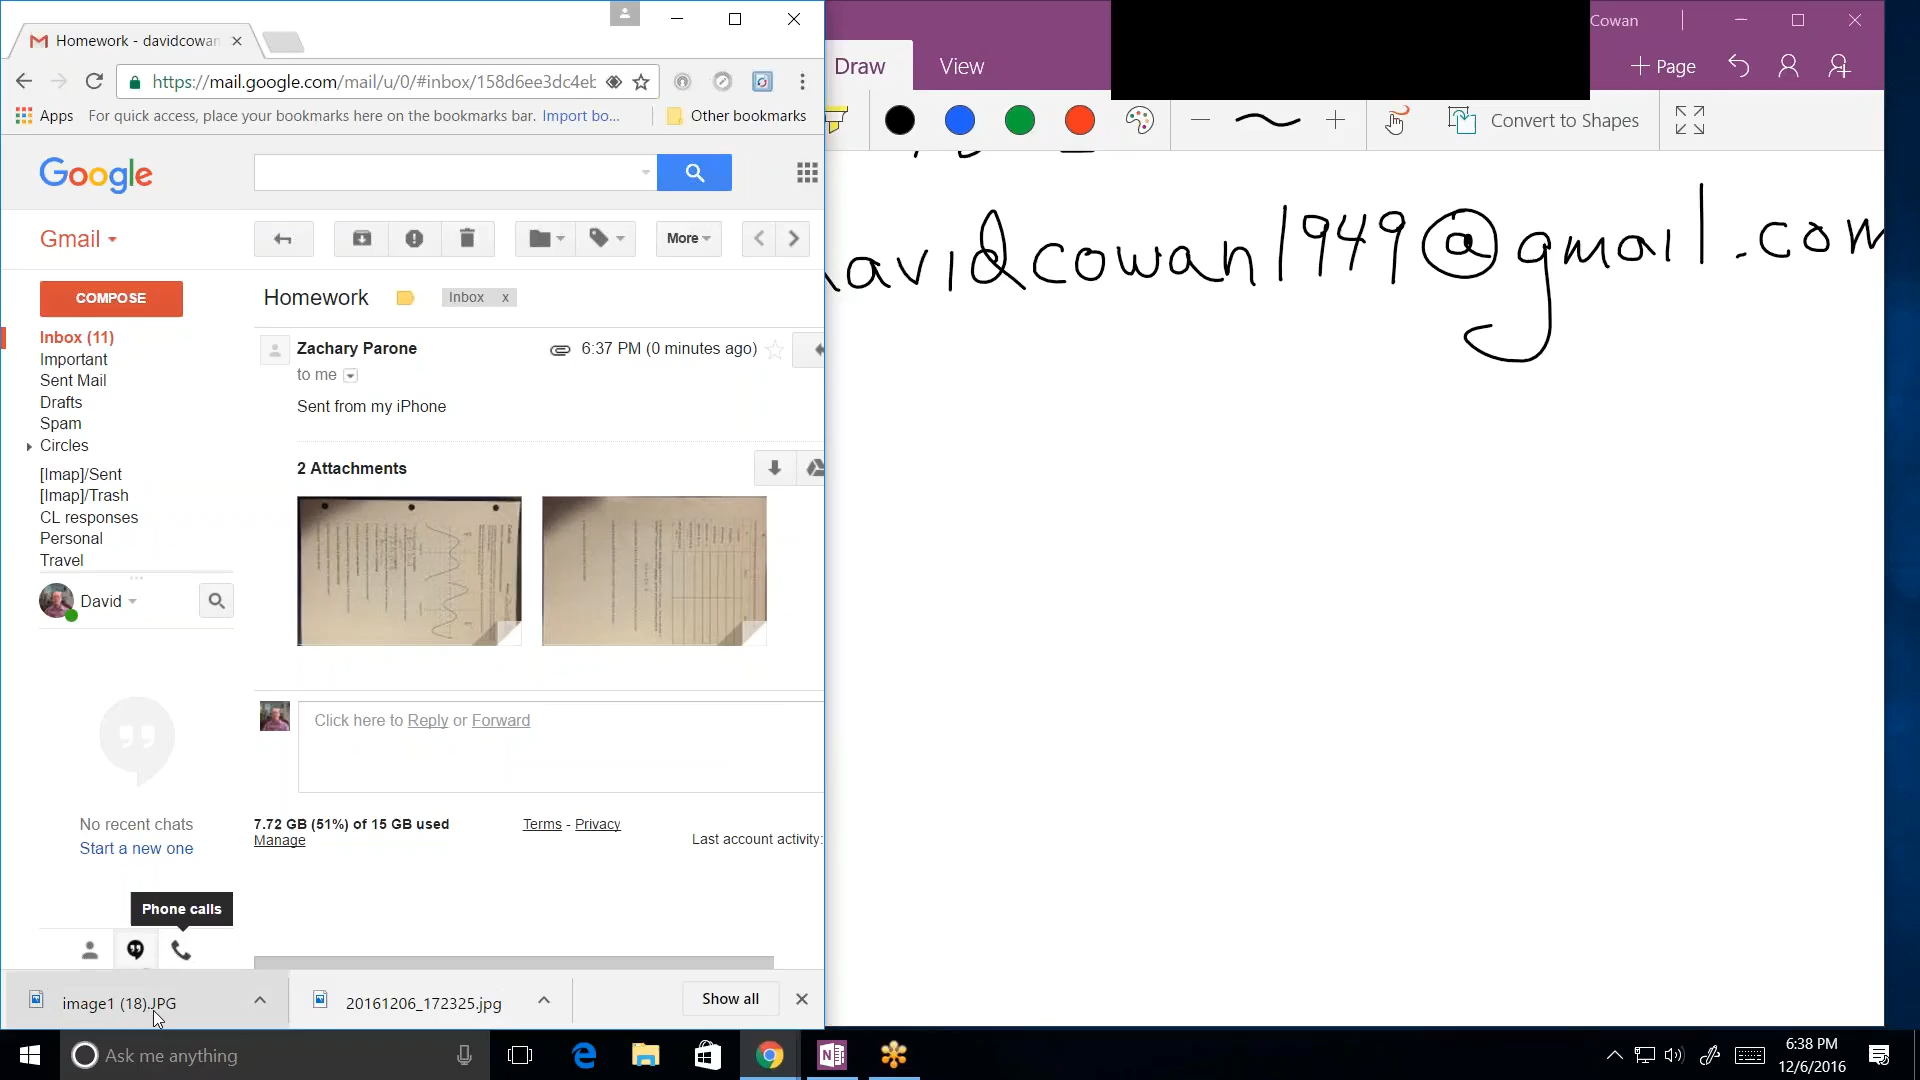 Homework - davidcowan
https://mail.google.com/mail/u/0/#inbox/158d6ee3dc4eb
Apps For quick access, place your bookmarks here on the bookmarks bar. Import bo... Other bookmarks
Google
Gmail
More
COMPOSE
Inbox (11)
Important
Sent Mail
Drafts
Spam
Circles
[Imap]/Sent
[Imap]/Trash
CL responses
Personal
Travel
David
No recent chats
Start a new one
Phone calls
Homework Inbox x
Zachary Parone 6:37 PM (0 minutes ago)
to me
Sent from my iPhone
2 Attachments
Click here to Reply or Forward
7.72 GB (51%) of 15 GB used
Manage
Terms - Privacy
Last account activity:
image1 (18).JPG
20161206_172325.jpg
Show all
Cowan
Draw View
+ Page
Convert to Shapes
davidcowan1949@gmail.com
Ask me anything
6:38 PM
12/6/2016